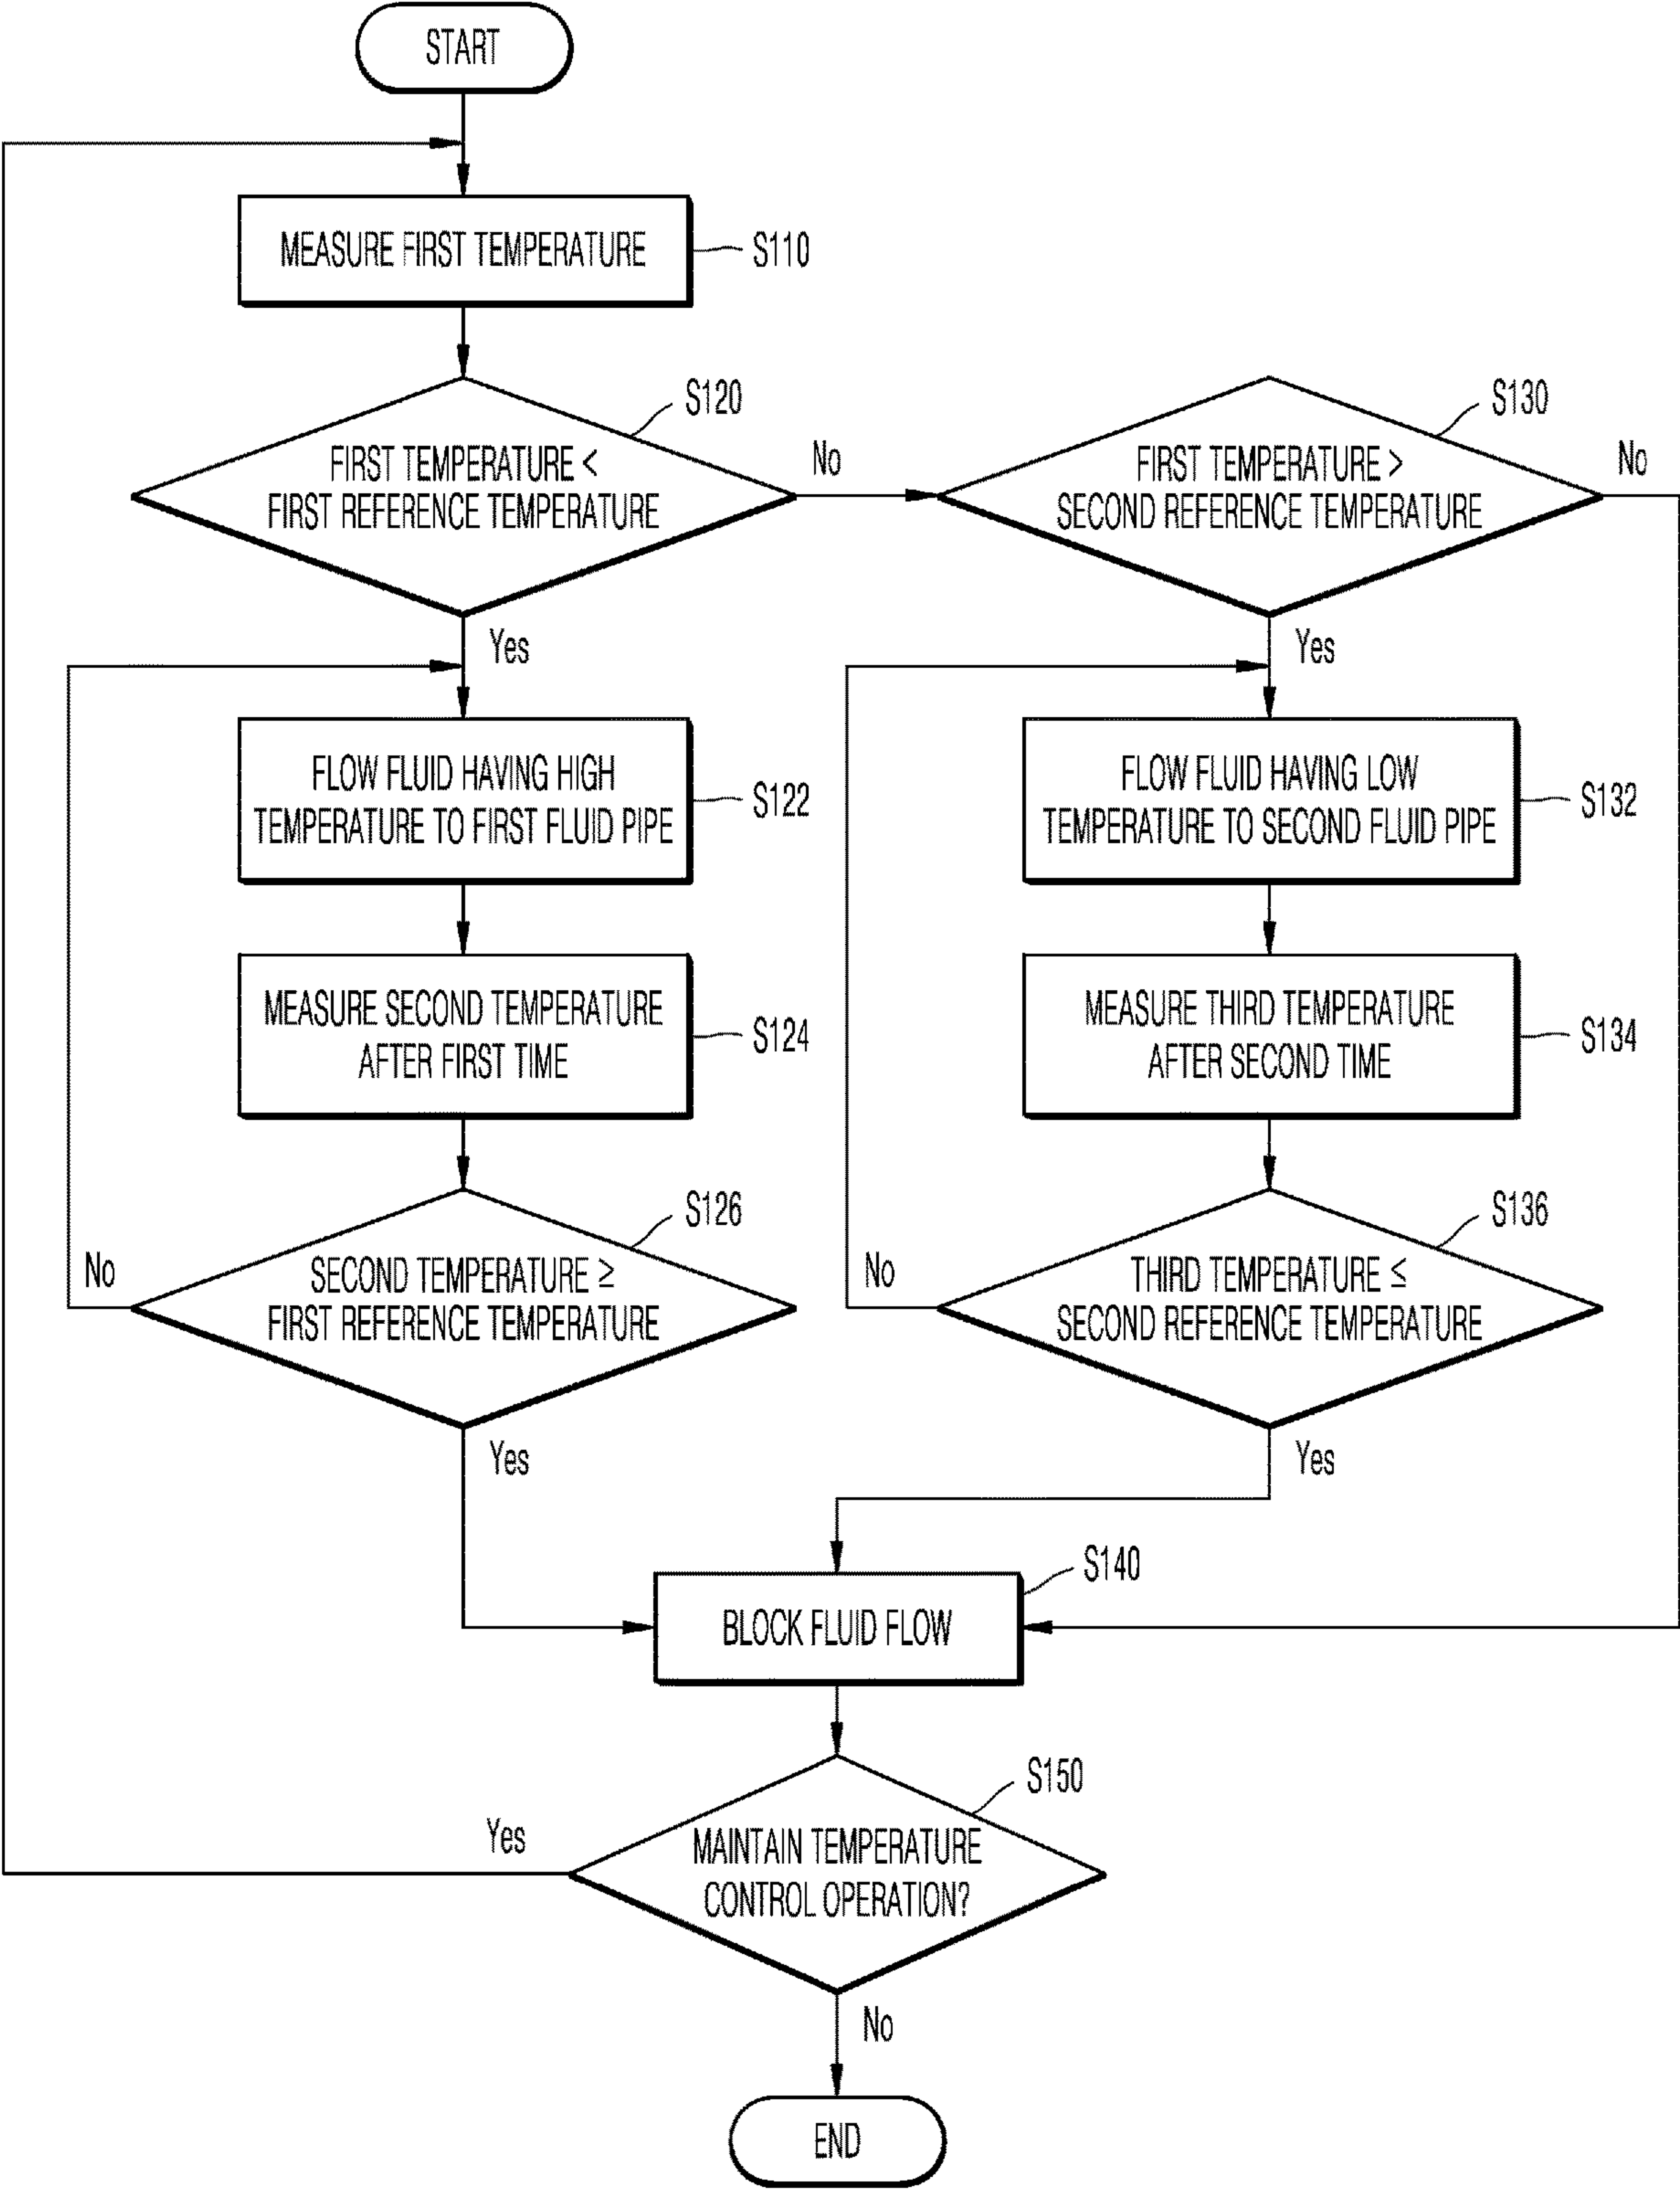 START
MEASURE FIRST TEMPERATURE
S110
S120
FIRST TEMPERATURE <
FIRST REFERENCE TEMPERATURE
No
Yes
S130
FIRST TEMPERATURE >
SECOND REFERENCE TEMPERATURE
No
Yes
FLOW FLUID HAVING HIGH
TEMPERATURE TO FIRST FLUID PIPE
S122
FLOW FLUID HAVING LOW
TEMPERATURE TO SECOND FLUID PIPE
S132
MEASURE SECOND TEMPERATURE
AFTER FIRST TIME
S124
MEASURE THIRD TEMPERATURE
AFTER SECOND TIME
S134
S126
No
SECOND TEMPERATURE ≥
FIRST REFERENCE TEMPERATURE
Yes
S136
No
THIRD TEMPERATURE ≤
SECOND REFERENCE TEMPERATURE
Yes
S140
BLOCK FLUID FLOW
S150
Yes
MAINTAIN TEMPERATURE
CONTROL OPERATION?
No
END